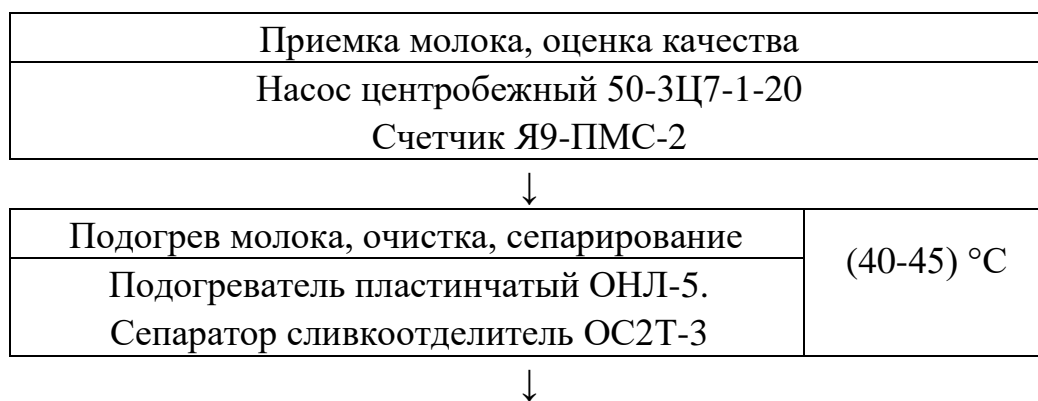 Приемка молока, оценка качества
Насос центробежный 50-3Ц7-1-20
Счетчик Я9-ПМС-2
↓
Подогрев молока, очистка, сепарирование
(40-45) °С
Подогреватель пластинчатый ОНЛ-5.
Сепаратор сливкоотделитель ОС2Т-3
↓